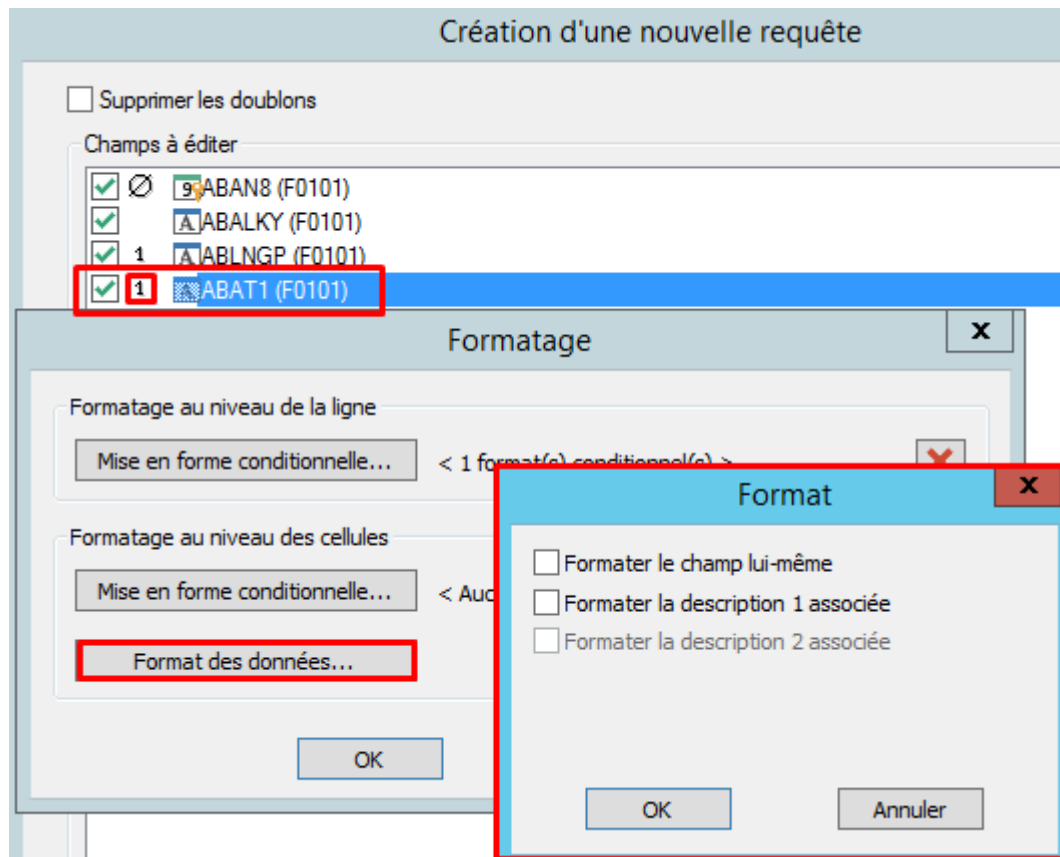 Création d'une nouvelle requête
Supprimer les doublons
Champs à éditer
ABAN8 (F0101)
ABALKY (F0101)
1 ABLNGP (F0101)
1 ABAT1 (F0101)
Formatage
x
Formatage au niveau de la ligne
Mise en forme conditionnelle... < 1 format(s) conditionnel(s) >
Format
x
Formatage au niveau des cellules
Mise en forme conditionnelle... < Auc
Format des données...
Formater le champ lui-même
Formater la description 1 associée
Formater la description 2 associée
OK
OK
Annuler